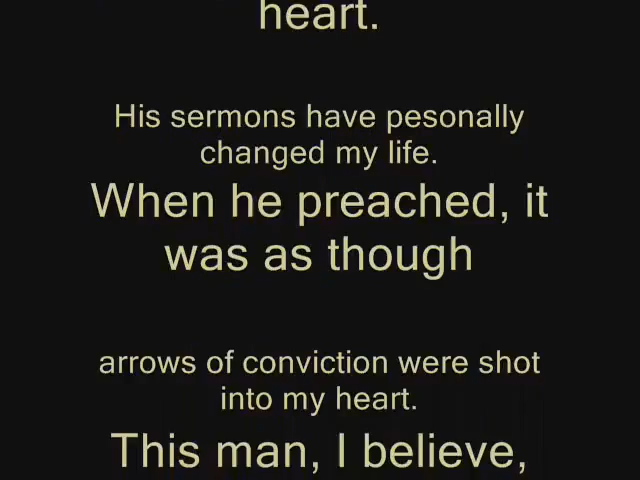 heart.
His sermons have pesonally
changed my life.
When he preached, it
was as though
arrows of conviction were shot
into my heart.
This man, I believe,